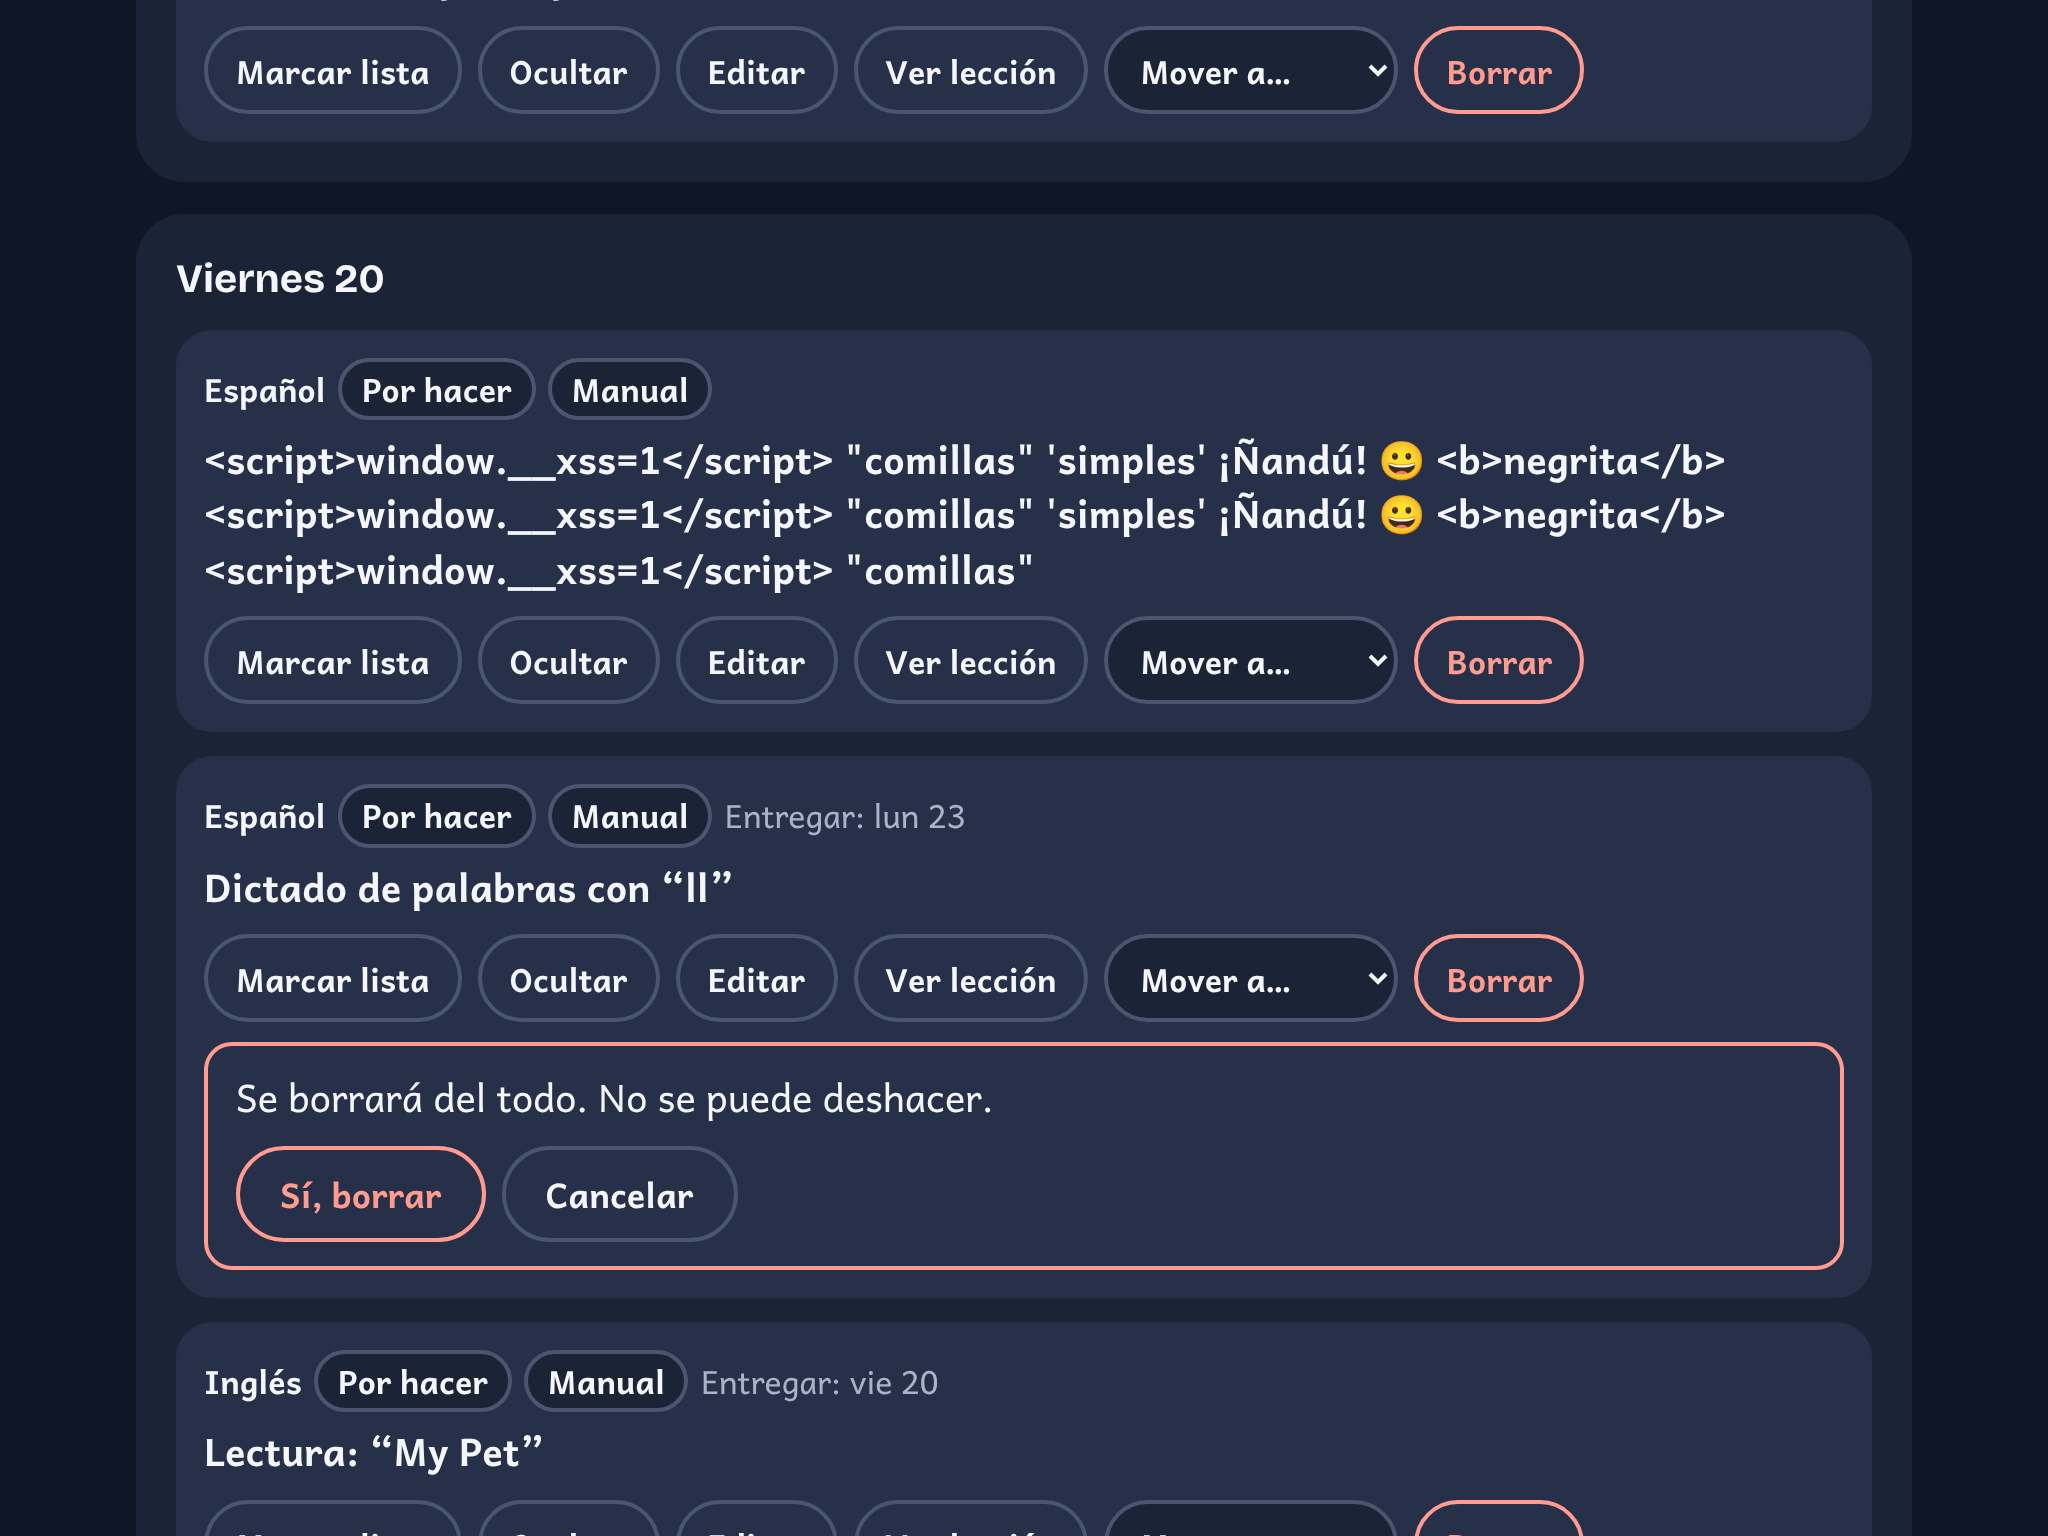 Marcar lista Ocultar Editar Ver lección Mover a... Borrar
Viernes 20
Español Por hacer Manual
<script>window.__xss=1</script> "comillas" 'simples' ¡Ñandú! 😀 <b>negrita</b>
<script>window.__xss=1</script> "comillas" 'simples' ¡Ñandú! 😀 <b>negrita</b>
<script>window.__xss=1</script> "comillas"
Marcar lista Ocultar Editar Ver lección Mover a... Borrar
Español Por hacer Manual Entregar: lun 23
Dictado de palabras con “ll”
Marcar lista Ocultar Editar Ver lección Mover a... Borrar
Se borrará del todo. No se puede deshacer.
Sí, borrar Cancelar
Inglés Por hacer Manual Entregar: vie 20
Lectura: “My Pet”